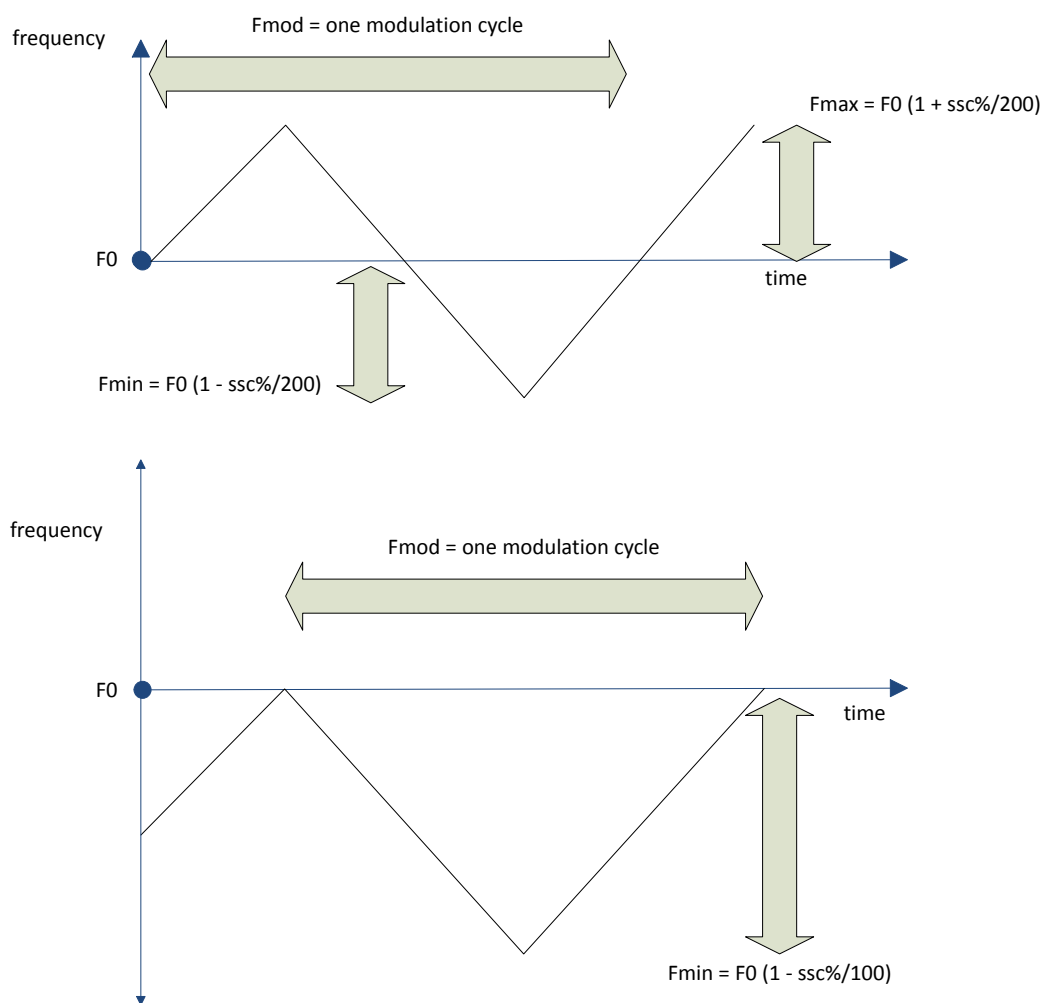 Fmod = one modulation cycle
frequency
Fmax = F0 (1 + ssc%/200)
F0
time
Fmin = F0 (1 - ssc%/200)
frequency
Fmod = one modulation cycle
F0
time
Fmin = F0 (1 - ssc%/100)